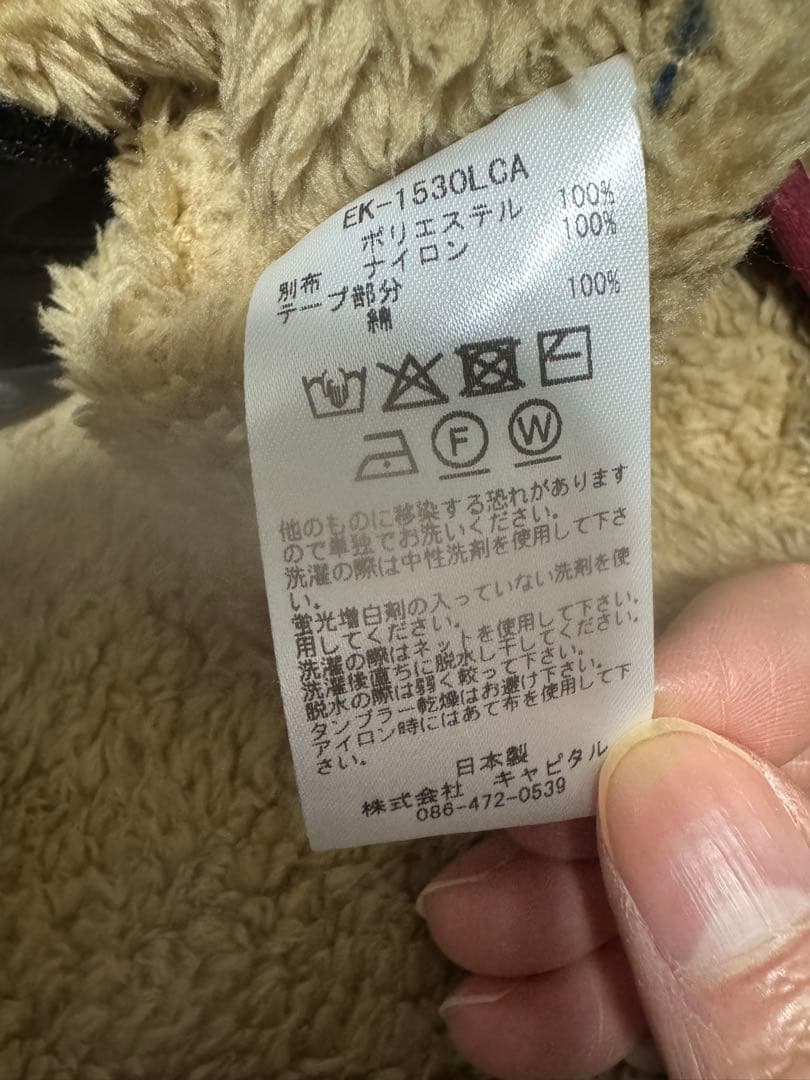 EK-1530LCA
ポリエステル 100%
別布 ナイロン 100%
テープ部分
綿 100%
F W
他のものに移染する恐れがあります
ので単独でお洗いください。
洗濯の際は中性洗剤を使用して下さ
い。
蛍光増白剤の入っていない洗剤を使
用してください。
洗濯の際はネットを使用して下さい。
洗濯後直ちに脱水し干してください。
脱水の際は弱く絞って下さい。
タンブラー乾燥はお避け下さい。
アイロン時にはあて布を使用して下
さい。
日本製
株式会社 キャピタル
086-472-0539